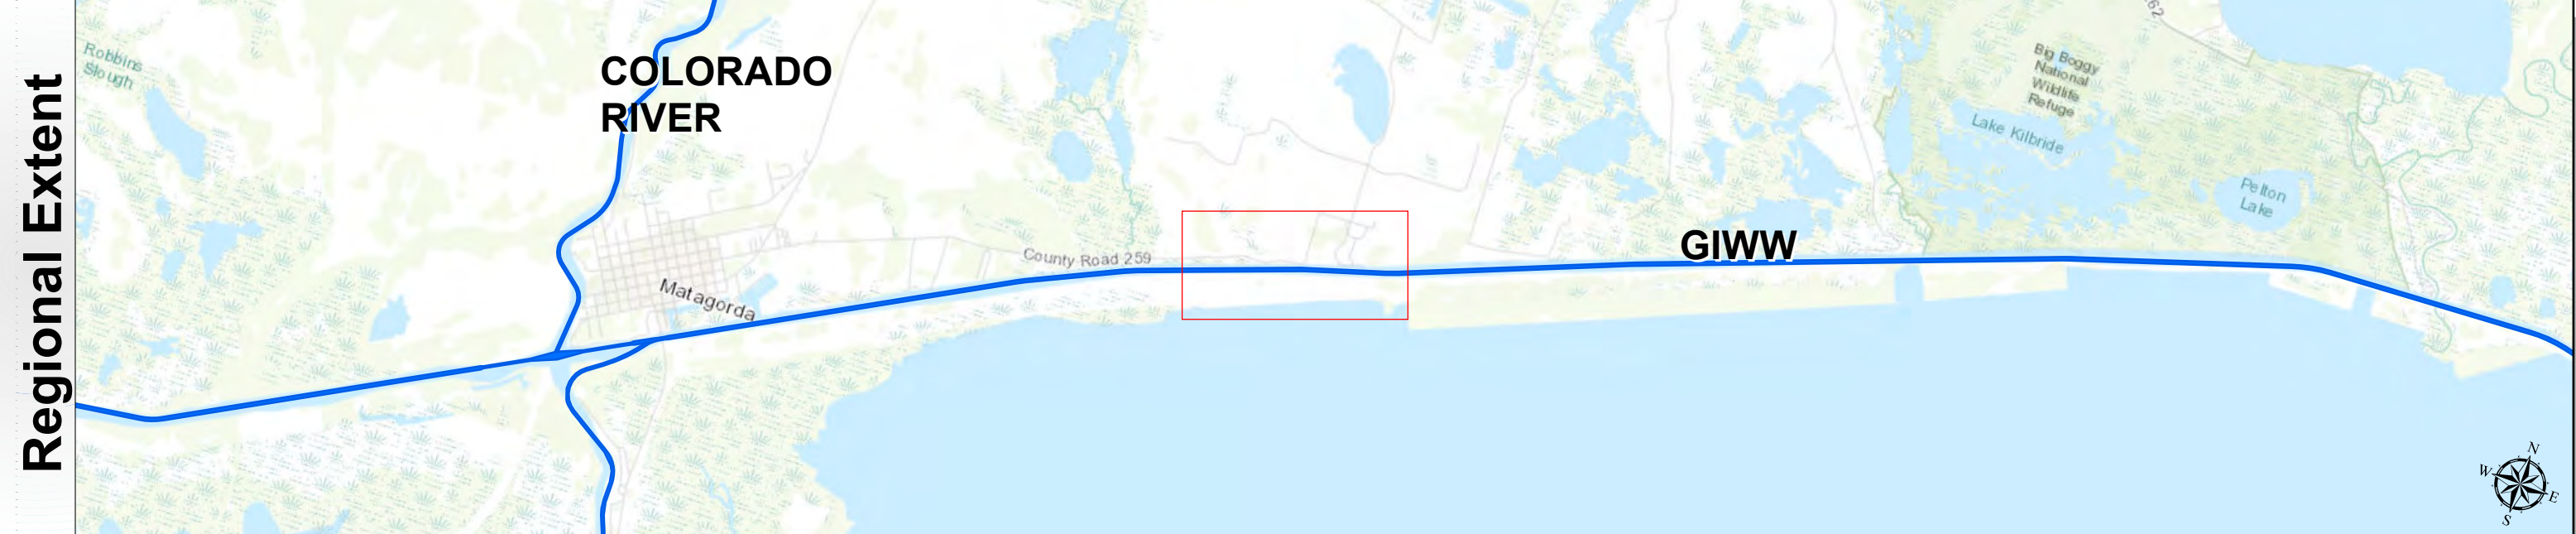 Regional Extent
Robbins
Slough
COLORADO
RIVER
Matagorda
County Road 259
GIWW
62
Big Boggy
National
Wildlife
Refuge
Lake Kilbride
Pelton
Lake
N
W
E
S